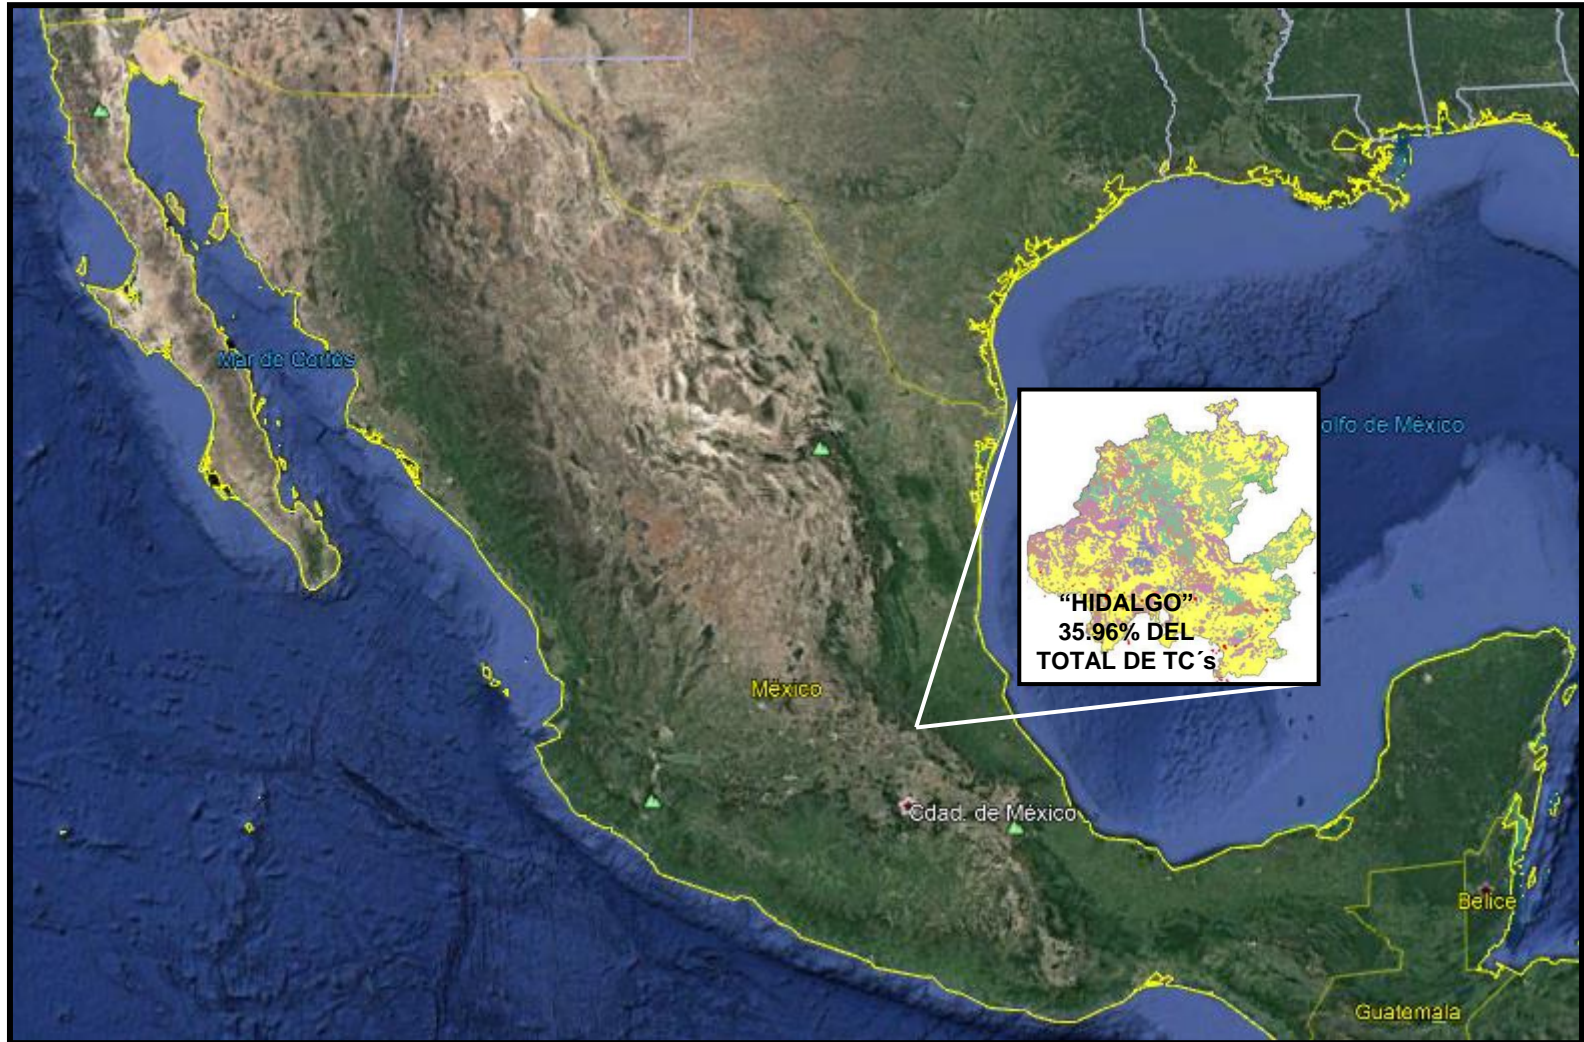 Mar de Cortés
olfo de México
“HIDALGO”
35.96% DEL
TOTAL DE TC´s
México
Cdad. de México
Belice
Guatemala